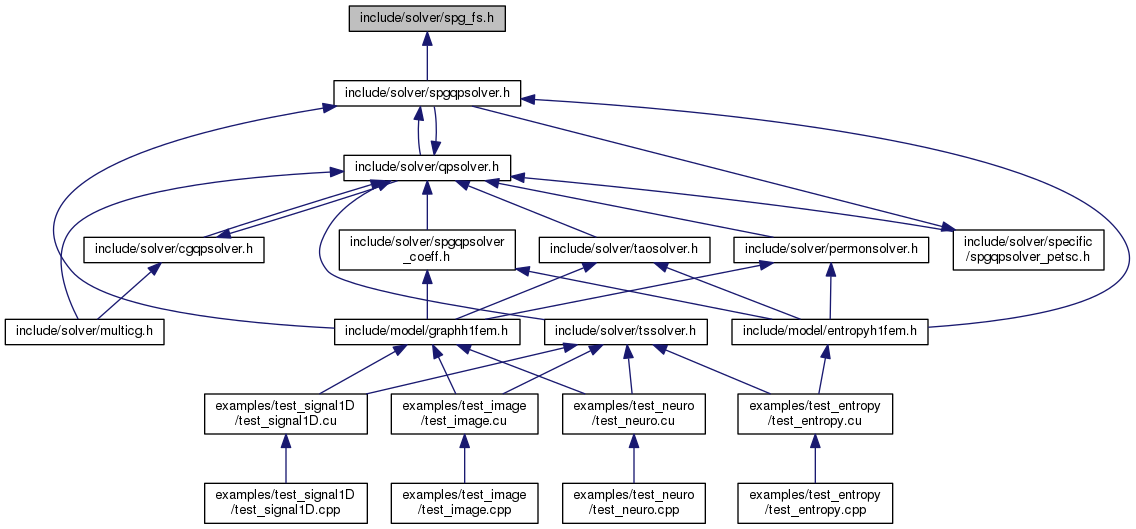 include/solver/spg_fs.h
include/solver/spgqpsolver.h
include/solver/qpsolver.h
include/solver/cgqpsolver.h
include/solver/spgqpsolver
_coeff.h
include/solver/taosolver.h
include/solver/permonsolver.h
include/solver/specific
/spgqpsolver_petsc.h
include/solver/multicg.h
include/model/graphh1fem.h
include/solver/tssolver.h
include/model/entropyh1fem.h
examples/test_signal1D
/test_signal1D.cu
examples/test_image
/test_image.cu
examples/test_neuro
/test_neuro.cu
examples/test_entropy
/test_entropy.cu
examples/test_signal1D
/test_signal1D.cpp
examples/test_image
/test_image.cpp
examples/test_neuro
/test_neuro.cpp
examples/test_entropy
/test_entropy.cpp